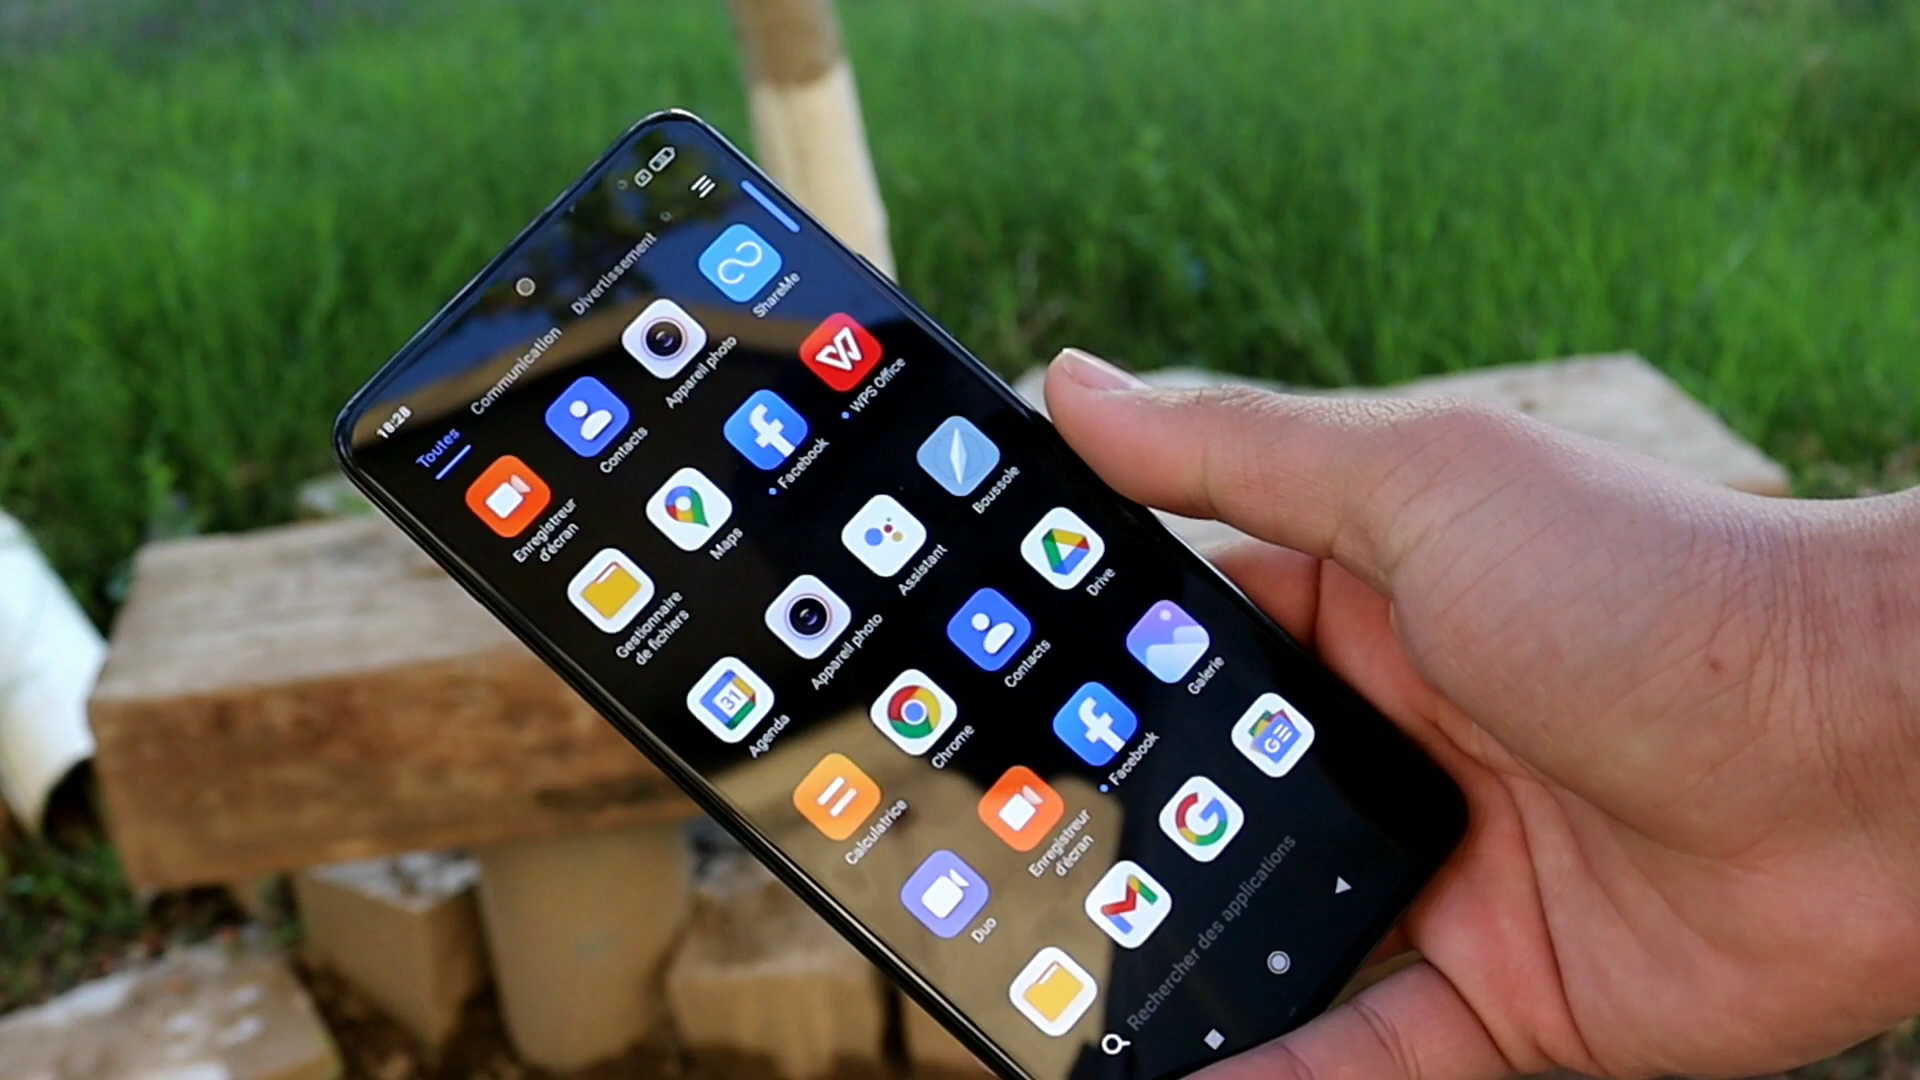 18:28
Toutes
Communication
Divertissement
Enregistreur
d'écran
Contacts
Appareil photo
ShareMe
Gestionnaire
de fichiers
Maps
Facebook
WPS Office
31
Agenda
Appareil photo
Assistant
Boussole
Calculatrice
Chrome
Contacts
Drive
Duo
Enregistreur
d'écran
Facebook
Galerie
Rechercher des applications